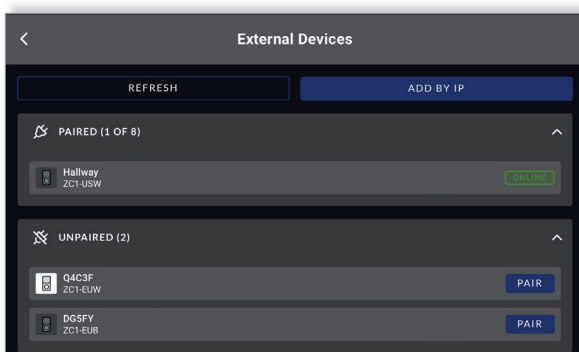 External Devices
REFRESH
ADD BY IP
PAIRED (1 OF 8)
Hallway
ZC1-USW
ONLINE
UNPAIRED (2)
Q4C3F
ZC1-EUW
PAIR
DG5FY
ZC1-EUB
PAIR